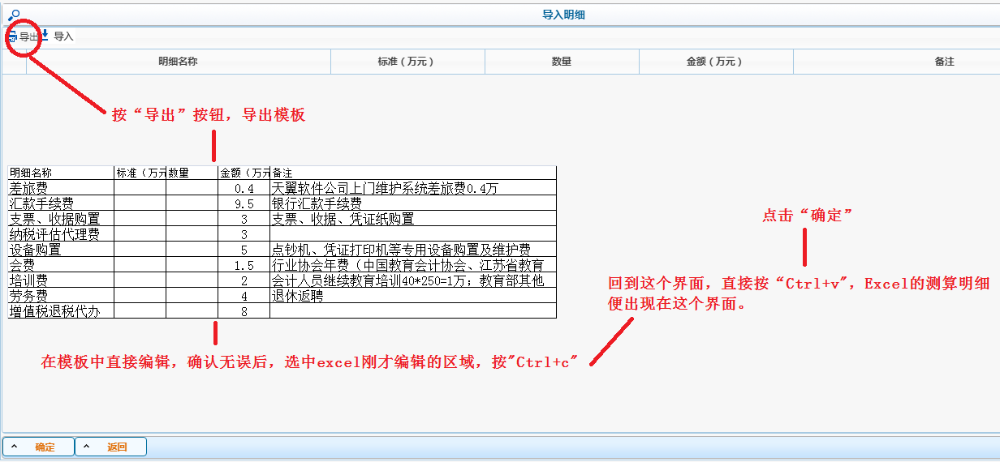 导入明细
导出 导入
明细名称 标准（万元） 数量 金额（万元） 备注
按“导出”按钮，导出模板
明细名称 标准（万元 数量 金额（万元 备注
差旅费 0.4 天翼软件公司上门维护系统差旅费0.4万
汇款手续费 9.5 银行汇款手续费
支票、收据购置 3 支票、收据、凭证纸购置
纳税评估代理费 3
设备购置 5 点钞机、凭证打印机等专用设备购置及维护费
会费 1.5 行业协会年费（中国教育会计协会、江苏省教育
培训费 2 会计人员继续教育培训40*250=1万；教育部其他
劳务费 4 退休返聘
增值税退税代办 8
点击“确定”
回到这个界面，直接按“Ctrl+v"，Excel的测算明细
便出现在这个界面。
在模板中直接编辑，确认无误后，选中excel刚才编辑的区域，按"Ctrl+c"
确定 返回